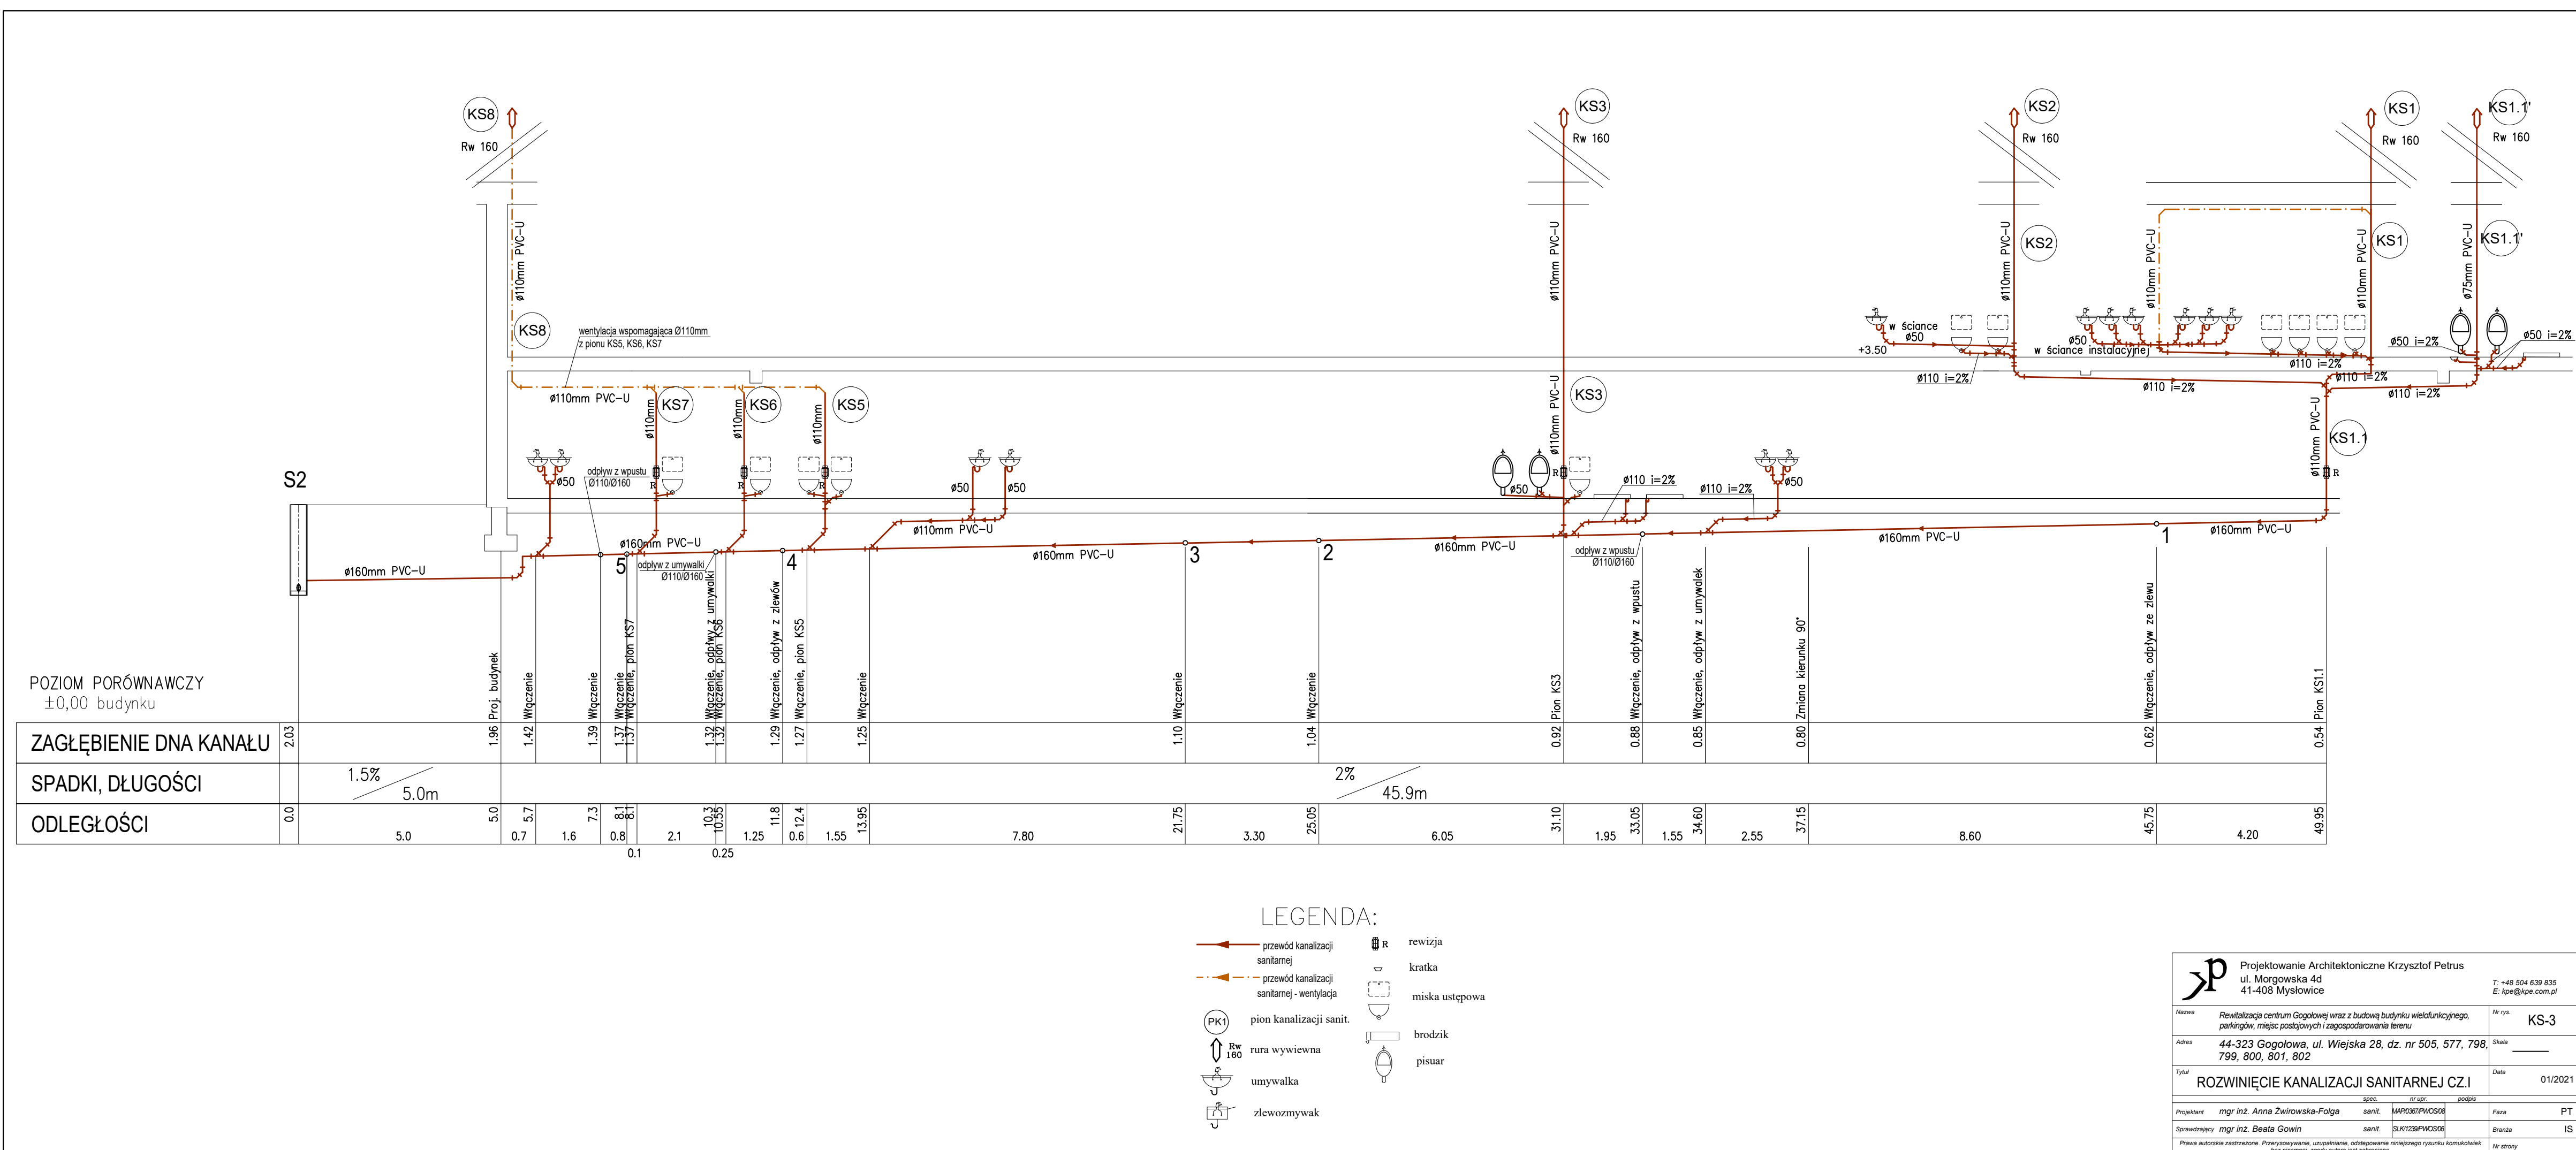 KS8
KS3
KS2
KS1
KS1.1'
Rw 160
Rw 160
Rw 160
Rw 160
Rw 160
ø110mm PVC-U
ø110mm PVC-U
ø110mm PVC-U
ø110mm PVC-U
ø110mm PVC-U
ø75mm PVC-U
KS2
KS1
KS1.1'
KS8
wentylacja wspomagająca Ø110mm
z pionu KS5, KS6, KS7
w ściance
ø50
+3.50
ø50
w ściance instalacyjnej
ø110 i=2%
ø50 i=2%
ø50 i=2%
ø110 i=2%
ø110 i=2%
ø110 i=2%
ø110 i=2%
ø110mm PVC-U
KS7
KS6
KS5
KS3
ø110mm
ø110mm
ø110mm
ø110mm PVC-U
ø110mm PVC-U
KS1.1
S2
odpływ z wpustu
Ø110/Ø160
ø50
R
R
R
ø50
ø50
ø50
R
ø110 i=2%
ø110 i=2%
ø50
R
ø110mm PVC-U
ø160mm PVC-U
ø160mm PVC-U
5
odpływ z umywalki
Ø110/Ø160
4
ø160mm PVC-U
3
2
ø160mm PVC-U
odpływ z wpustu
Ø110/Ø160
ø160mm PVC-U
1
ø160mm PVC-U
Proj. budynek
Włączenie
Włączenie
Włączenie
Włączenie, pion KS7
Włączenie, odpłwy z umywalki
Włączenie, pion KS6
Włączenie, odpływ z zlewów
Włączenie, pion KS5
Włączenie
Włączenie
Włączenie
Pion KS3
Włączenie, odpływ z wpustu
Włączenie, odpływ z umywalek
Zmiana kierunku 90°
Włączenie, odpływ ze zlewu
Pion KS1.1
POZIOM PORÓWNAWCZY
±0,00 budynku
ZAGŁĘBIENIE DNA KANAŁU
2.03 1.96 1.42 1.39 1.37 1.37 1.32 1.32 1.29 1.27 1.25 1.10 1.04 0.92 0.88 0.85 0.80 0.62 0.54
SPADKI, DŁUGOŚCI
1.5% 5.0m 2% 45.9m
ODLEGŁOŚCI
0.0 5.0 5.7 7.3 8.1 8.1 10.3 10.55 11.8 12.4 13.95 21.75 25.05 31.10 33.05 34.60 37.15 45.75 49.95
5.0 0.7 1.6 0.8 2.1 1.25 0.6 1.55 7.80 3.30 6.05 1.95 1.55 2.55 8.60 4.20
0.1 0.25
LEGENDA:
przewód kanalizacji
sanitarnej
przewód kanalizacji
sanitarnej - wentylacja
PK1 pion kanalizacji sanit.
Rw
160 rura wywiewna
umywalka
zlewozmywak
R rewizja
kratka
miska ustępowa
brodzik
pisuar
kp
Projektowanie Architektoniczne Krzysztof Petrus
ul. Morgowska 4d
41-408 Mysłowice
T: +48 504 639 835
E: kpe@kpe.com.pl
Nazwa Rewitalizacja centrum Gogołowej wraz z budową budynku wielofunkcyjnego,
parkingów, miejsc postojowych i zagospodarowania terenu
Nr rys. KS-3
Adres 44-323 Gogołowa, ul. Wiejska 28, dz. nr 505, 577, 798,
799, 800, 801, 802
Skala
Tytuł ROZWINIĘCIE KANALIZACJI SANITARNEJ CZ.I
Data 01/2021
spec. nr upr. podpis
Projektant mgr inż. Anna Żwirowska-Folga sanit. MAP/0367/PWOS/08
Faza PT
Sprawdzający mgr inż. Beata Gowin sanit. SLK/1239/PWOS/06
Branża IS
Prawa autorskie zastrzeżone. Przerysowywanie, uzupałnianie, odstepowanie niniejszego rysunku komukolwiek
Nr strony